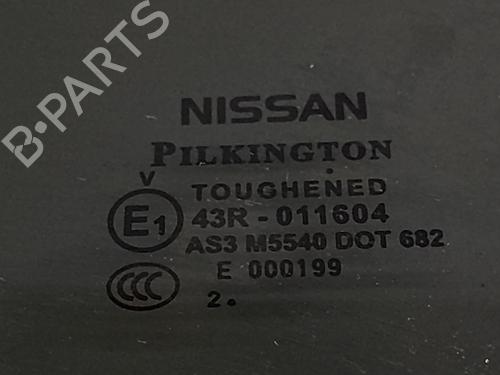 B-PARTS
NISSAN
PILKINGTON
V
TOUGHENED
E1
43R - 011604
AS3 M5540 DOT 682
E 000199
CCC
2.